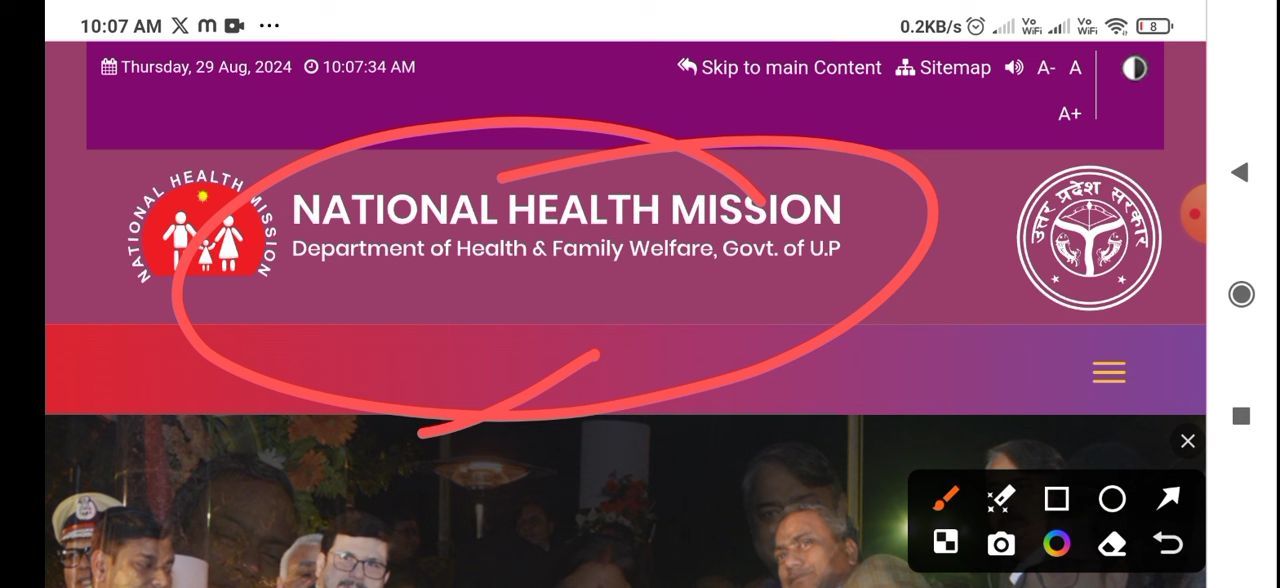 10:07 AM
0.2KB/s Vo WiFi Vo WiFi 8
Thursday, 29 Aug, 2024 10:07:34 AM
Skip to main Content Sitemap A- A
A+
NATIONAL HEALTH MISSION
NATIONAL HEALTH MISSION
Department of Health & Family Welfare, Govt. of U.P
उत्तर प्रदेश सरकार